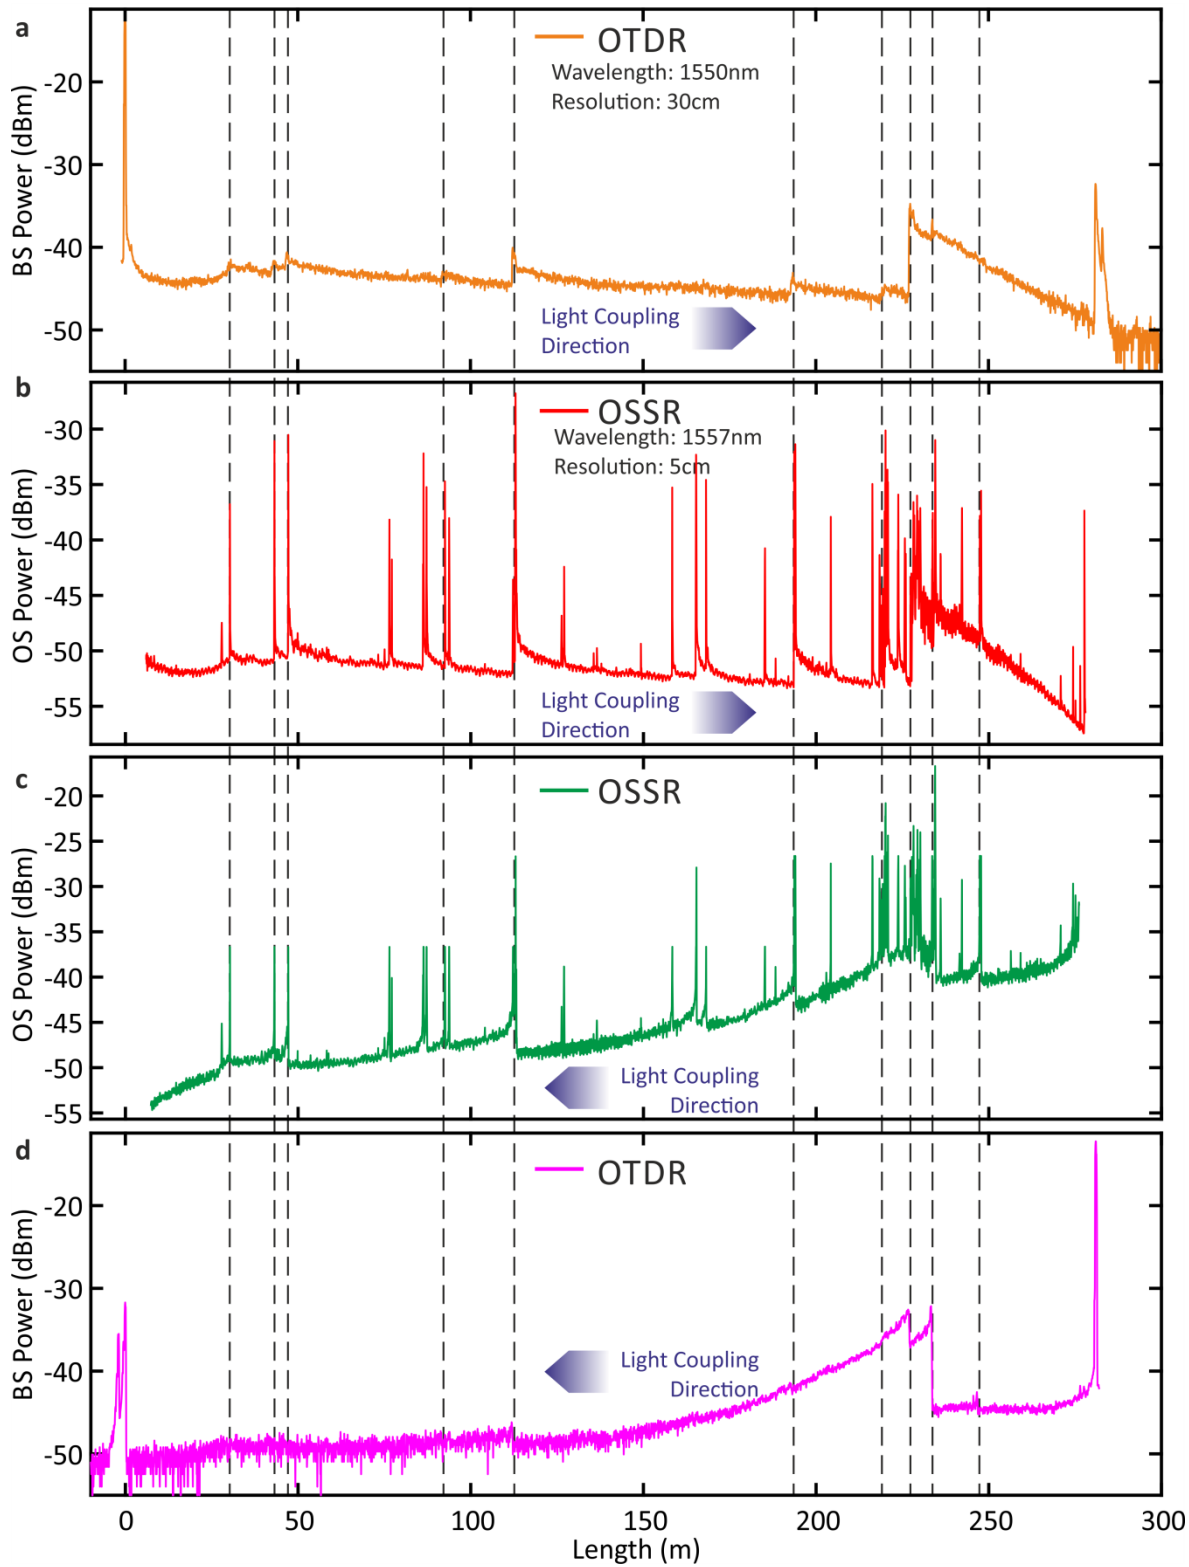 a
OTDR
Wavelength: 1550nm
Resolution: 30cm
BS Power (dBm)
-20
-30
-40
-50
Light Coupling
Direction
b
OSSR
Wavelength: 1557nm
Resolution: 5cm
OS Power (dBm)
-30
-35
-40
-45
-50
-55
Light Coupling
Direction
c
OSSR
OS Power (dBm)
-20
-25
-30
-35
-40
-45
-50
-55
Light Coupling
Direction
d
OTDR
BS Power (dBm)
-20
-30
-40
-50
Light Coupling
Direction
0 50 100 150 200 250 300
Length (m)